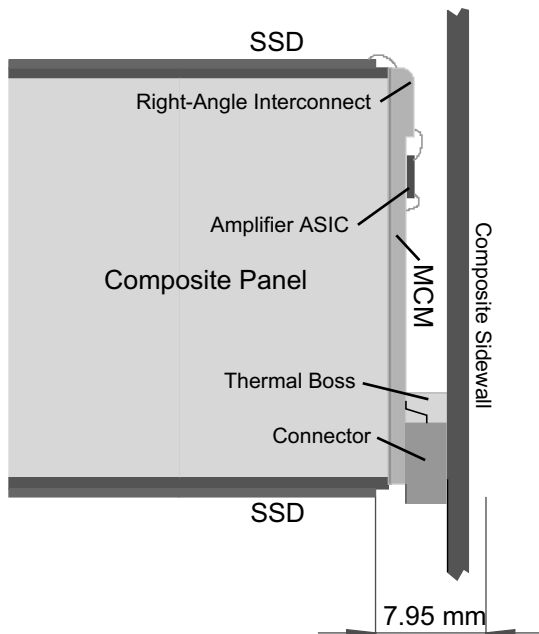 SSD
Right-Angle Interconnect
Amplifier ASIC
Composite Panel
MCM
Composite Sidewall
Thermal Boss
Connector
SSD
7.95 mm